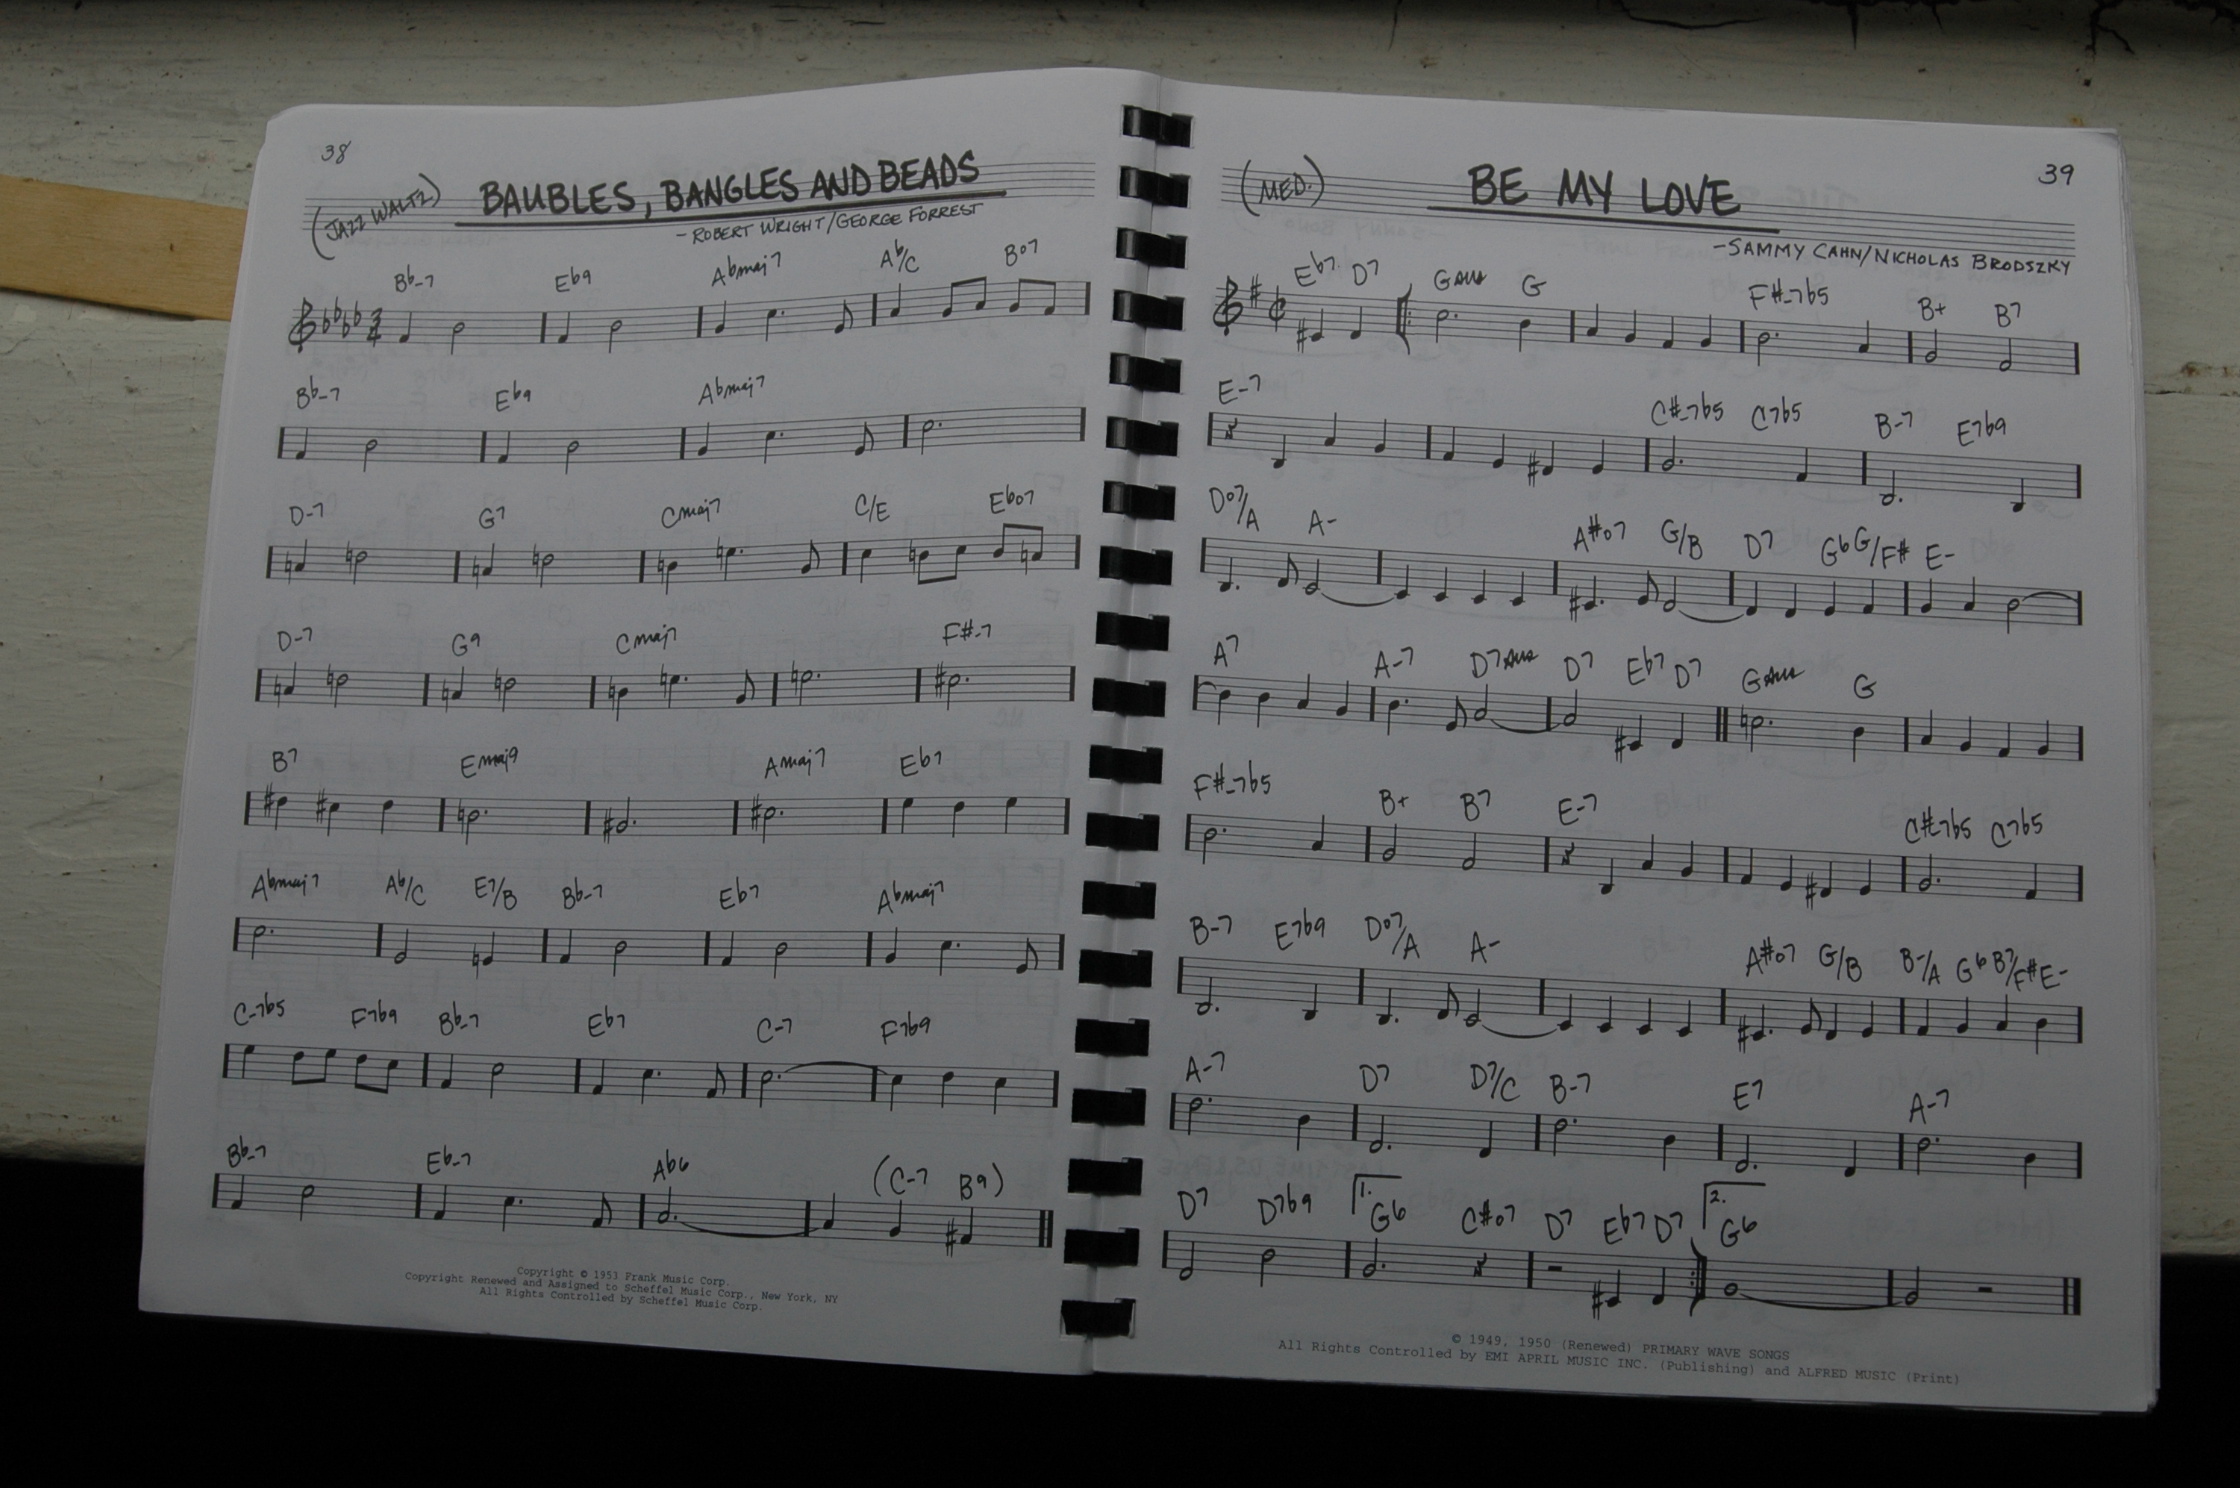 38
(JAZZ WALTZ)
BAUBLES, BANGLES AND BEADS
- ROBERT WRIGHT/GEORGE FORREST
Bb-7 Eb9 Abmaj7 Ab/C Bo7
Bb-7 Eb9 Abmaj7
D-7 G7 Cmaj7 C/E Ebo7
D-7 G9 Cmaj7 F#-7
B7 Emaj9 Amaj7 Eb7
Abmaj7 Ab/C E7/B Bb-7 Eb7 Abmaj7
C-7b5 F7b9 Bb-7 Eb7 C-7 F7b9
Bb-7 Eb-7 Ab6 (C-7 B9)
Copyright © 1953 Frank Music Corp.
Copyright Renewed and Assigned to Scheffel Music Corp., New York, NY
All Rights Controlled by Scheffel Music Corp.
39
(MED.)
BE MY LOVE
- SAMMY CAHN/NICHOLAS BRODSZKY
Eb7 D7 Gsus G F#-7b5 B+ B7
E-7 C#-7b5 C7b5 B-7 E7b9
Do7/A A- A#o7 G/B D7 G6 G/F# E-
A7 A-7 D7sus D7 Eb7 D7 Gsus G
F#-7b5 B+ B7 E-7 C#-7b5 C7b5
B-7 E7b9 Do7/A A- A#o7 G/B B-/A G6 B7/F# E-
A-7 D7 D7/C B-7 E7 A-7
D7 D7b9 1. G6 C#o7 D7 Eb7 D7 2. G6
© 1949, 1950 (Renewed) PRIMARY WAVE SONGS
All Rights Controlled by EMI APRIL MUSIC INC. (Publishing) and ALFRED MUSIC (Print)